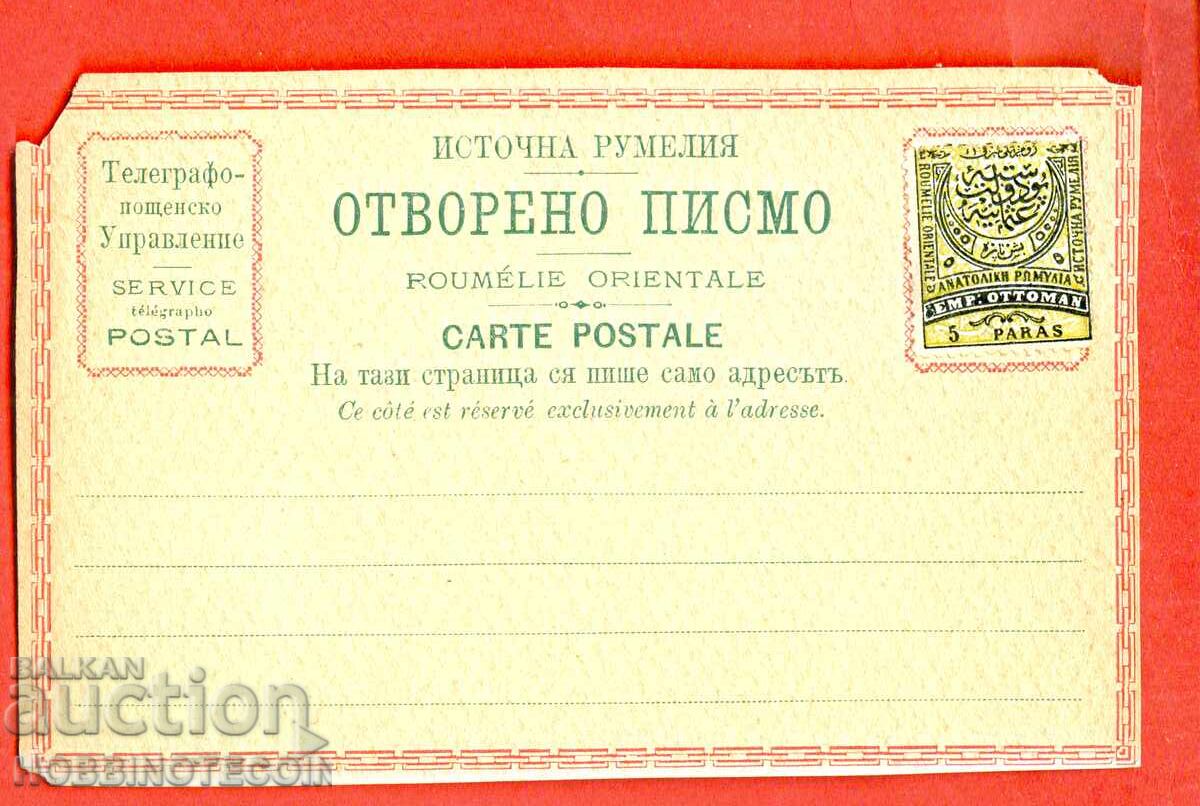 Телеграфо-
пощенско
Управление
SERVICE
télégrapho
POSTAL
ИСТОЧНА РУМЕЛИЯ
ОТВОРЕНО ПИСМО
ROUMÉLIE ORIENTALE
CARTE POSTALE
На тази страница ся пише само адресътъ.
Ce côté est réservé exclusivement à l'adresse.
ROUMELIE ORIENTALE
ИСТОЧНА РУМЕЛІЯ
ΑΝΑΤΟΛΙΚΗ ΡΩΜΥΛΙΑ
EMP: OTTOMAN
5 PARAS
BALKAN
auction
HOBBINOTECOIN